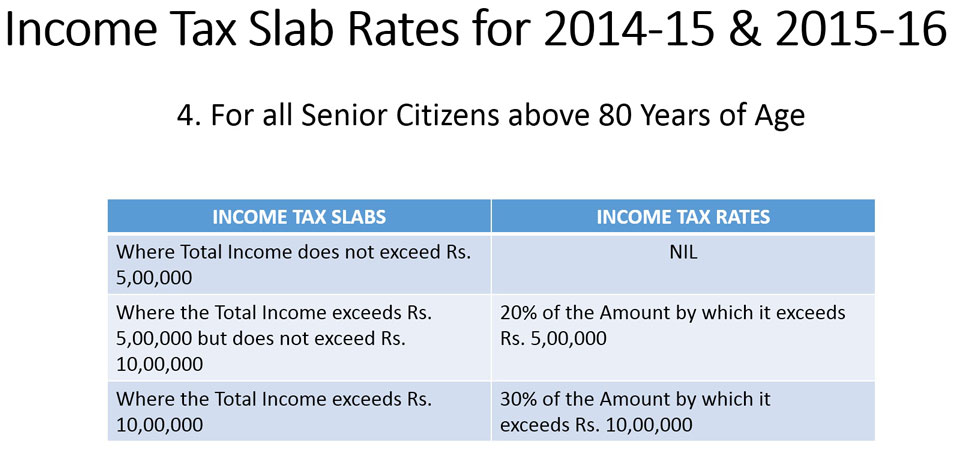 Income Tax Slab Rates for 2014-15 & 2015-16
4. For all Senior Citizens above 80 Years of Age
INCOME TAX SLABS
INCOME TAX RATES
Where Total Income does not exceed Rs.
5,00,000
NIL
Where the Total Income exceeds Rs.
5,00,000 but does not exceed Rs.
10,00,000
20% of the Amount by which it exceeds
Rs. 5,00,000
Where the Total Income exceeds Rs.
10,00,000
30% of the Amount by which it
exceeds Rs. 10,00,000